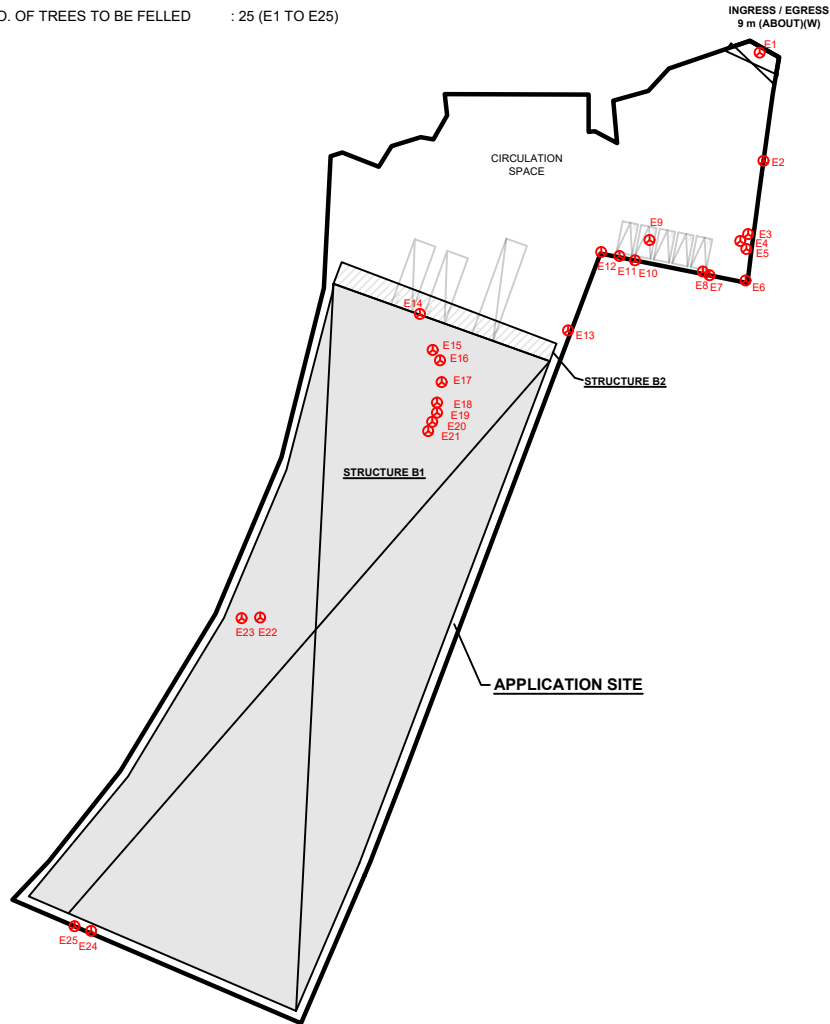 O. OF TREES TO BE FELLED : 25 (E1 TO E25)
INGRESS / EGRESS
9 m (ABOUT)(W)
E1
CIRCULATION
SPACE
E2
E9
E3
E4
E5
E12
E11
E10
E8
E7
E6
E14
E13
E15
E16
STRUCTURE B2
E17
E18
E19
E20
E21
STRUCTURE B1
E23
E22
APPLICATION SITE
E25
E24